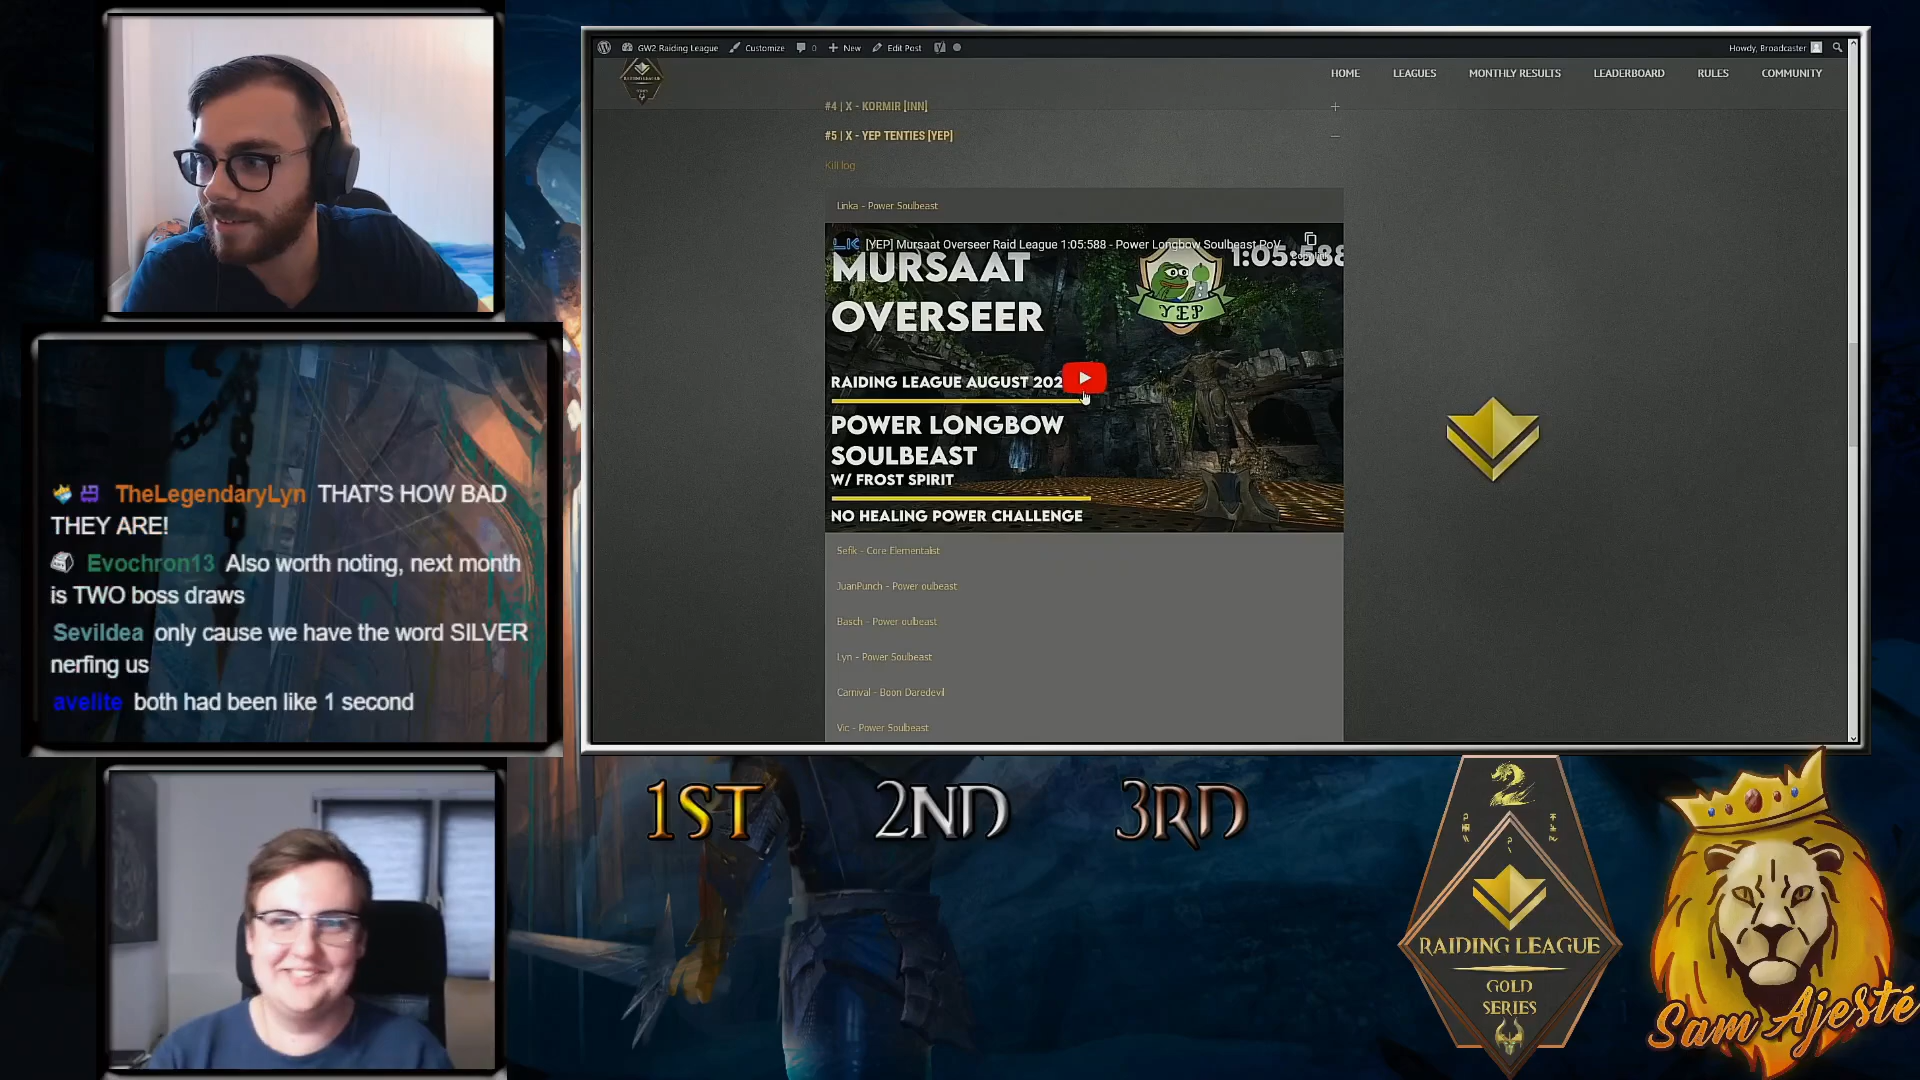 GW2 Raiding League
Customize
0
New
Edit Post
Howdy, Broadcaster
HOME
LEAGUES
MONTHLY RESULTS
LEADERBOARD
RULES
COMMUNITY
#4 | X - KORMIR [INN]
#5 | X - YEP TENTIES [YEP]
Kill log
Linka - Power Soulbeast
[YEP] Mursaat Overseer Raid League 1:05:588 - Power Longbow Soulbeast PoV
1:05:588
MURSAAT
OVERSEER
YEP
RAIDING LEAGUE AUGUST 202
POWER LONGBOW
SOULBEAST
W/ FROST SPIRIT
NO HEALING POWER CHALLENGE
Sefik - Core Elementalist
JuanPunch - Power oulbeast
Basch - Power oulbeast
Lyn - Power Soulbeast
Carnival - Boon Daredevil
Vic - Power Soulbeast
TheLegendaryLyn THAT'S HOW BAD
THEY ARE!
Evochron13 Also worth noting, next month
is TWO boss draws
Sevildea only cause we have the word SILVER
nerfing us
avelite both had been like 1 second
1ST
2ND
3RD
RAIDING LEAGUE
GOLD
SERIES
Sam Ajesté